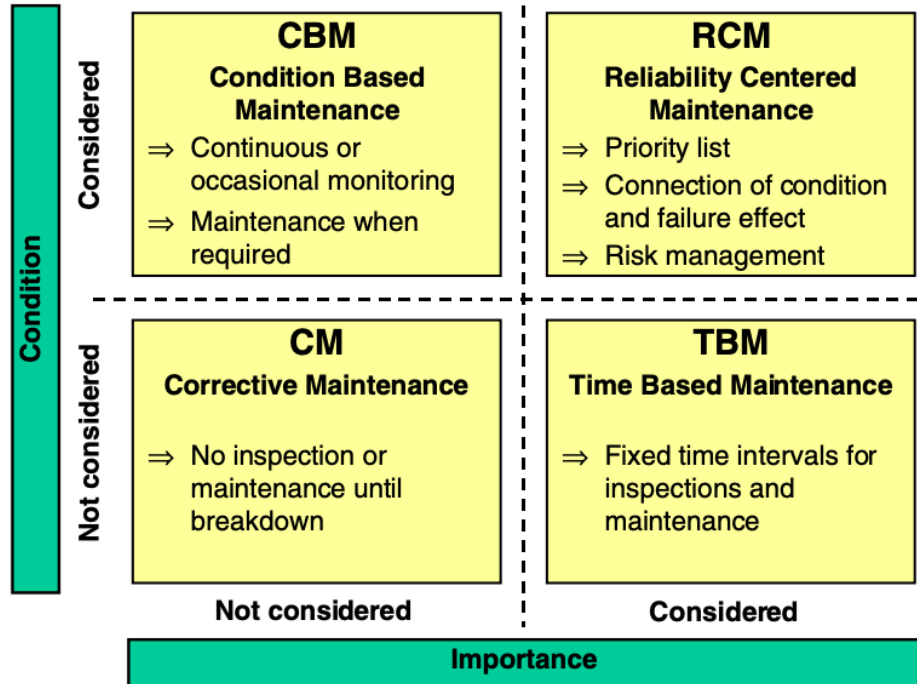 Condition
Considered
Not considered
CBM
Condition Based
Maintenance
⇒ Continuous or
occasional monitoring
⇒ Maintenance when
required
RCM
Reliability Centered
Maintenance
⇒ Priority list
⇒ Connection of condition
and failure effect
⇒ Risk management
CM
Corrective Maintenance
⇒ No inspection or
maintenance until
breakdown
TBM
Time Based Maintenance
⇒ Fixed time intervals for
inspections and
maintenance
Not considered
Considered
Importance